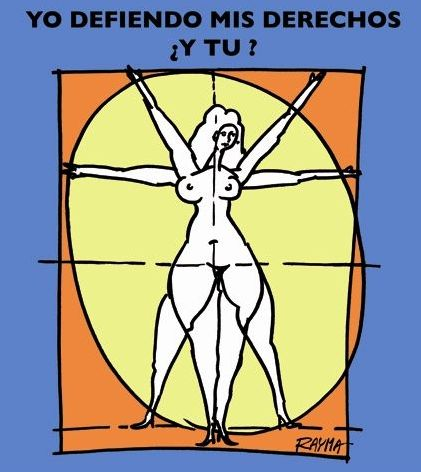 YO DEFIENDO MIS DERECHOS
¿Y TU?
RAYMA